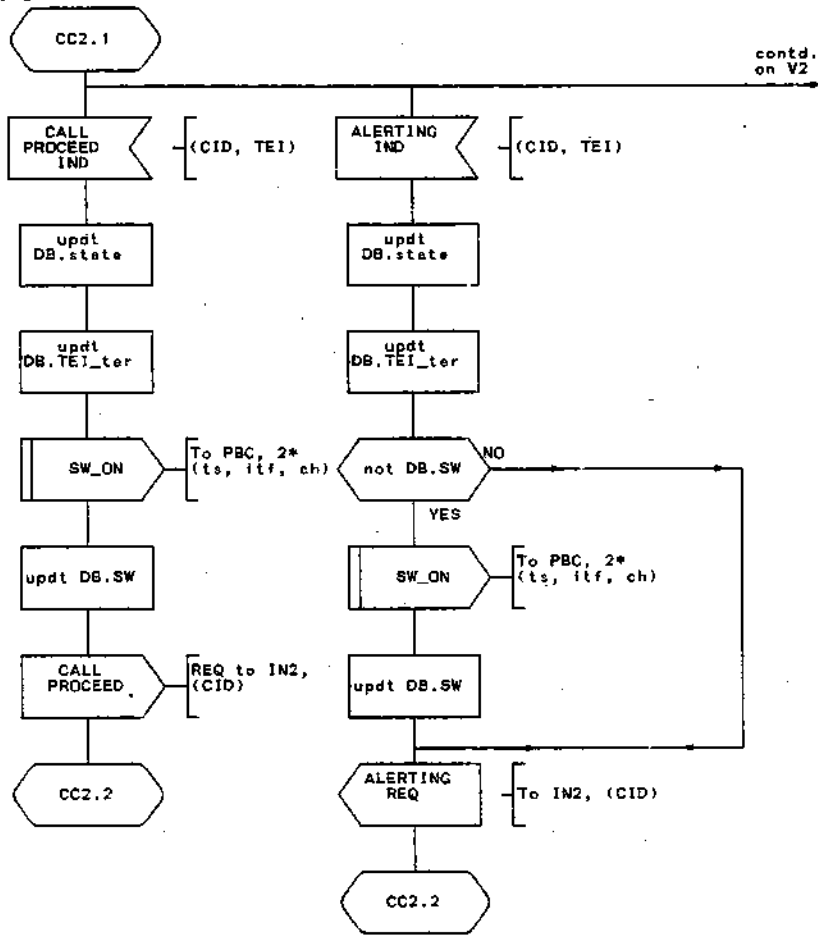 CC2.1
contd.
on V2
CALL
PROCEED
IND
(CID, TEI)
ALERTING
IND
(CID, TEI)
updt
DB.state
updt
DB.state
updt
DB.TEI_ter
updt
DB.TEI_ter
SW_ON
To PBC, 2*
(ts, itf, ch)
not DB.SW
NO
YES
updt DB.SW
SW_ON
To PBC, 2*
(ts, itf, ch)
CALL
PROCEED
REQ to IN2,
(CID)
updt DB.SW
CC2.2
ALERTING
REQ
To IN2, (CID)
CC2.2